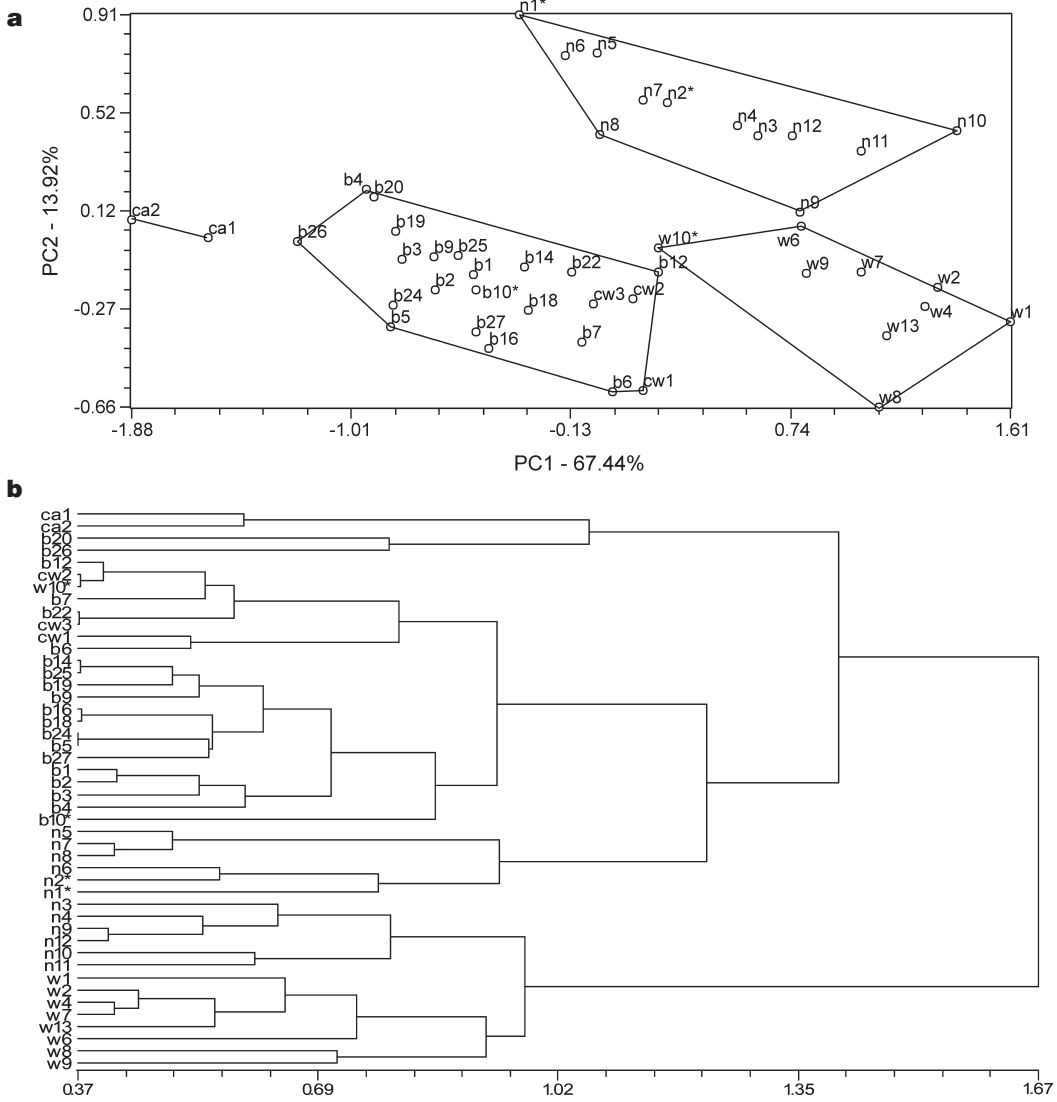 a
n1*
0.91
n6 n5
n7 n2*
0.52
n8 n4 n3 n12 n10
n11
PC2 - 13.92%
b4 b20
0.12
ca2 n9
ca1 b26 b19 w10* w6
b3 b9 b25 b14 b22 b12 w9 w7
b1
b2 b10* cw3 cw2 w2
-0.27
b24 b18 w4 w1
b5 b27 b7 w13
b16
b6 cw1
-0.66
w8
-1.88 -1.01 -0.13 0.74 1.61
PC1 - 67.44%
b
ca1
ca2
b20
b26
b12
cw2
w10*
b7
b22
cw3
cw1
b6
b14
b25
b19
b9
b16
b18
b24
b5
b27
b1
b2
b3
b4
b10*
n5
n7
n8
n6
n2*
n1*
n3
n4
n9
n12
n10
n11
w1
w2
w4
w7
w13
w6
w8
w9
0.37 0.69 1.02 1.35 1.67